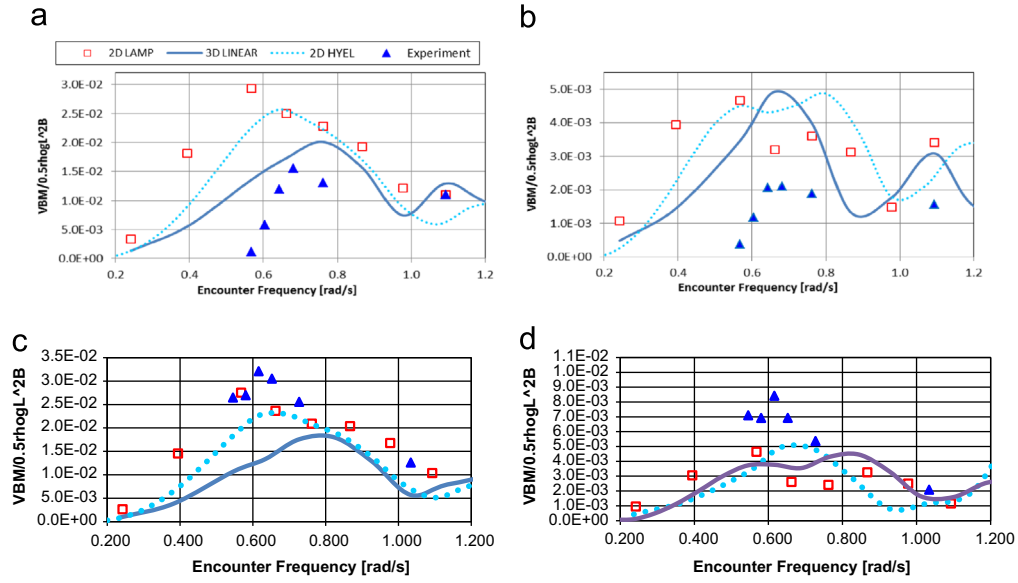 a
2D LAMP 3D LINEAR 2D HYEL Experiment
VBM/0.5rhogL^2B
3.0E-02
2.5E-02
2.0E-02
1.5E-02
1.0E-02
5.0E-03
0.0E+00
0.2 0.4 0.6 0.8 1.0 1.2
Encounter Frequency [rad/s]
b
VBM/0.5rhogL^2B
5.0E-03
4.0E-03
3.0E-03
2.0E-03
1.0E-03
0.0E+00
0.2 0.4 0.6 0.8 1.0 1.2
Encounter Frequency [rad/s]
c
VBM/0.5rhogL^2B
3.5E-02
3.0E-02
2.5E-02
2.0E-02
1.5E-02
1.0E-02
5.0E-03
0.0E+00
0.200 0.400 0.600 0.800 1.000 1.200
Encounter Frequency [rad/s]
d
VBM/0.5rhogL^2B
1.1E-02
1.0E-02
9.0E-03
8.0E-03
7.0E-03
6.0E-03
5.0E-03
4.0E-03
3.0E-03
2.0E-03
1.0E-03
0.0E+00
0.200 0.400 0.600 0.800 1.000 1.200
Encounter Frequency [rad/s]